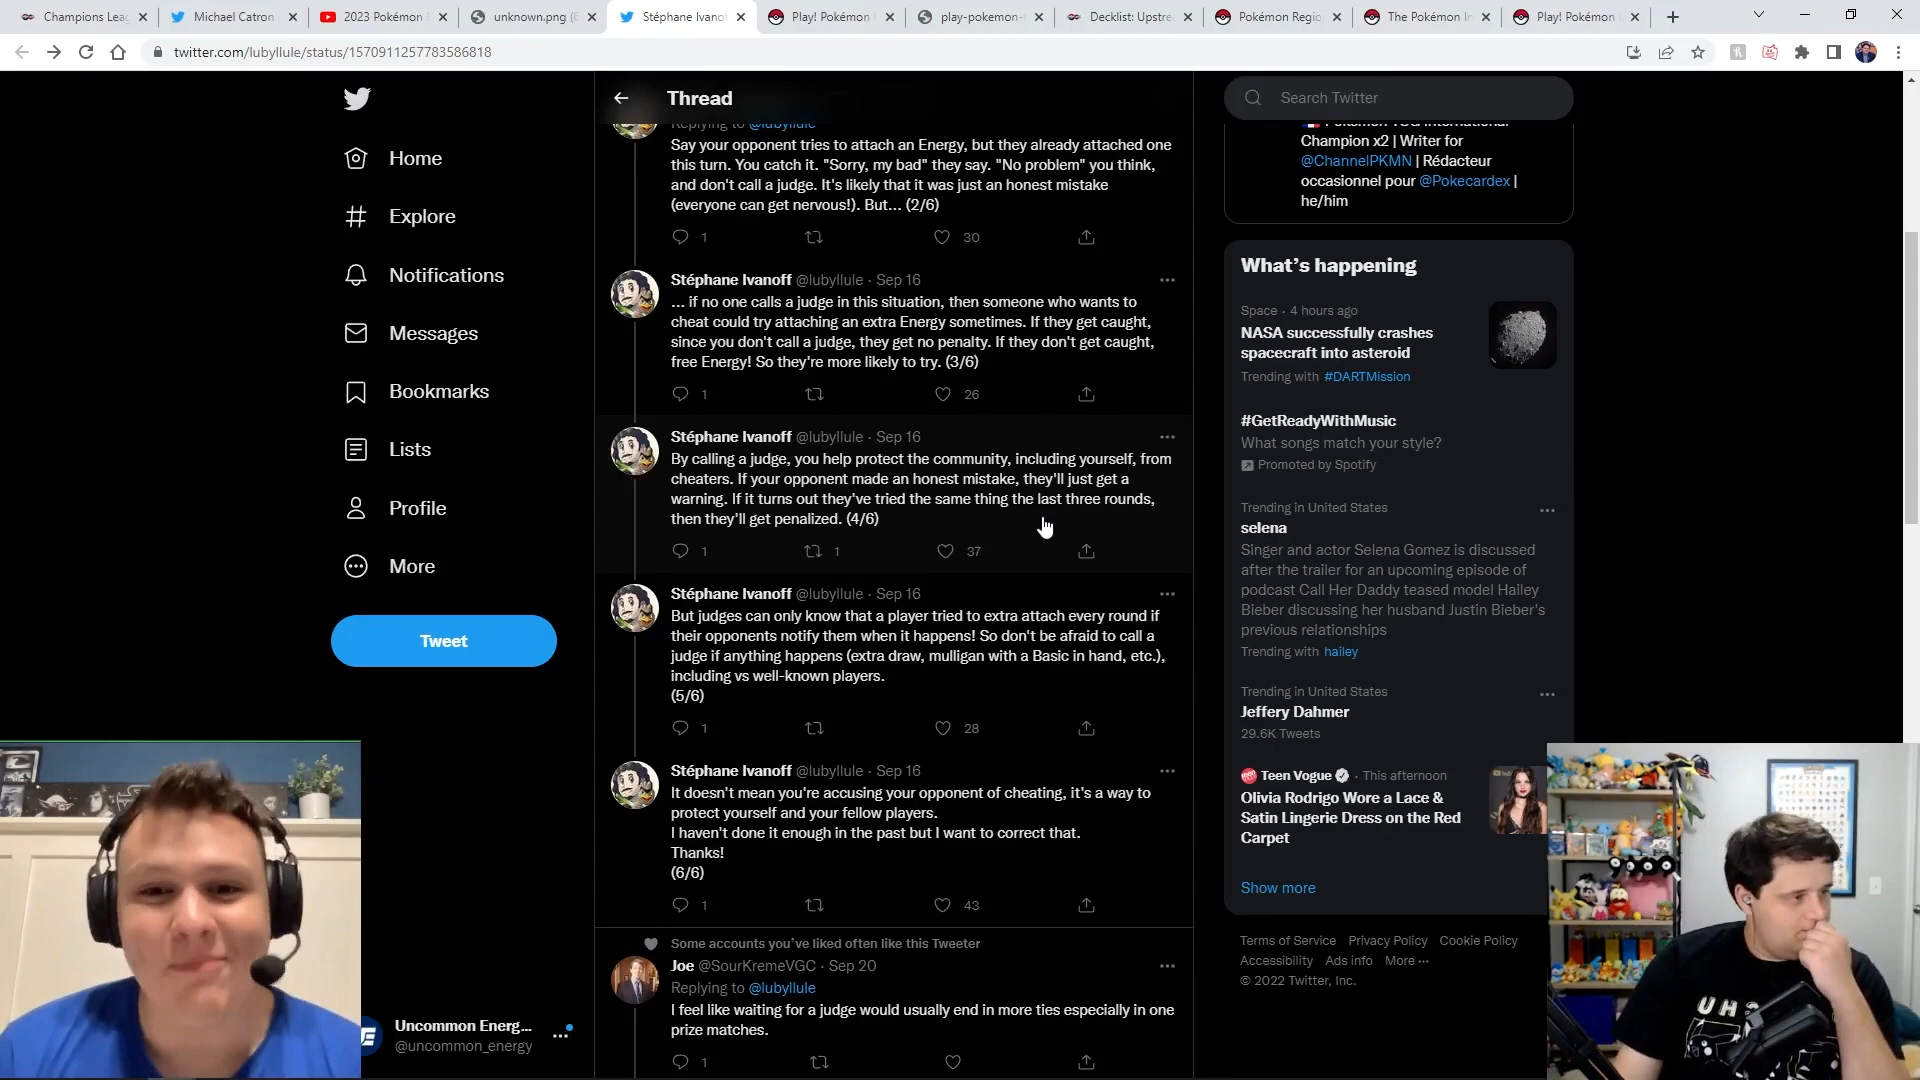 Champions Lea
Michael Catron
2023 Pokémon
unknown.png (6
Stéphane Ivano
Play! Pokémon
play-pokemon-
Decklist: Upstre
Pokémon Regio
The Pokémon In
Play! Pokémon
twitter.com/lubyllule/status/1570911257783586818
Home
Explore
Notifications
Messages
Bookmarks
Lists
Profile
More
Tweet
Uncommon Energ...
@uncommon_energy
Thread
Replying to @lubyllule
Say your opponent tries to attach an Energy, but they already attached one
this turn. You catch it. "Sorry, my bad" they say. "No problem" you think,
and don't call a judge. It's likely that it was just an honest mistake
(everyone can get nervous!). But... (2/6)
1 30
Stéphane Ivanoff @lubyllule · Sep 16
... if no one calls a judge in this situation, then someone who wants to
cheat could try attaching an extra Energy sometimes. If they get caught,
since you don't call a judge, they get no penalty. If they don't get caught,
free Energy! So they're more likely to try. (3/6)
1 26
Stéphane Ivanoff @lubyllule · Sep 16
By calling a judge, you help protect the community, including yourself, from
cheaters. If your opponent made an honest mistake, they'll just get a
warning. If it turns out they've tried the same thing the last three rounds,
then they'll get penalized. (4/6)
1 1 37
Stéphane Ivanoff @lubyllule · Sep 16
But judges can only know that a player tried to extra attach every round if
their opponents notify them when it happens! So don't be afraid to call a
judge if anything happens (extra draw, mulligan with a Basic in hand, etc.),
including vs well-known players.
(5/6)
1 28
Stéphane Ivanoff @lubyllule · Sep 16
It doesn't mean you're accusing your opponent of cheating, it's a way to
protect yourself and your fellow players.
I haven't done it enough in the past but I want to correct that.
Thanks!
(6/6)
1 43
Some accounts you've liked often like this Tweeter
Joe @SourKremeVGC · Sep 20
Replying to @lubyllule
I feel like waiting for a judge would usually end in more ties especially in one
prize matches.
1
Search Twitter
Pokémon TCG International
Champion x2 | Writer for
@ChannelPKMN | Rédacteur
occasionnel pour @Pokecardex |
he/him
What's happening
Space · 4 hours ago
NASA successfully crashes
spacecraft into asteroid
Trending with #DARTMission
#GetReadyWithMusic
What songs match your style?
Promoted by Spotify
Trending in United States
selena
Singer and actor Selena Gomez is discussed
after the trailer for an upcoming episode of
podcast Call Her Daddy teased model Hailey
Bieber discussing her husband Justin Bieber's
previous relationships
Trending with hailey
Trending in United States
Jeffery Dahmer
29.6K Tweets
Teen Vogue · This afternoon
Olivia Rodrigo Wore a Lace &
Satin Lingerie Dress on the Red
Carpet
Show more
Terms of Service Privacy Policy Cookie Policy
Accessibility Ads info More ···
© 2022 Twitter, Inc.